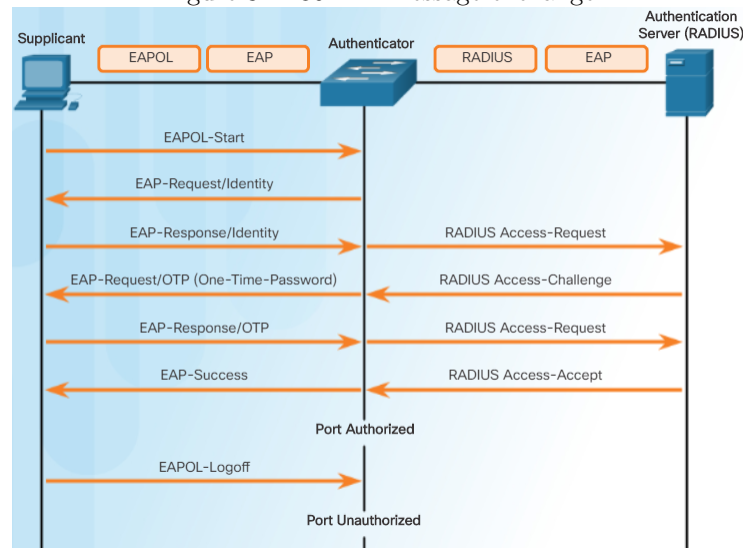 Supplicant
Authenticator
Authentication
Server (RADIUS)
EAPOL
EAP
RADIUS
EAP
EAPOL-Start
EAP-Request/Identity
EAP-Response/Identity
RADIUS Access-Request
EAP-Request/OTP (One-Time-Password)
RADIUS Access-Challenge
EAP-Response/OTP
RADIUS Access-Request
EAP-Success
RADIUS Access-Accept
Port Authorized
EAPOL-Logoff
Port Unauthorized